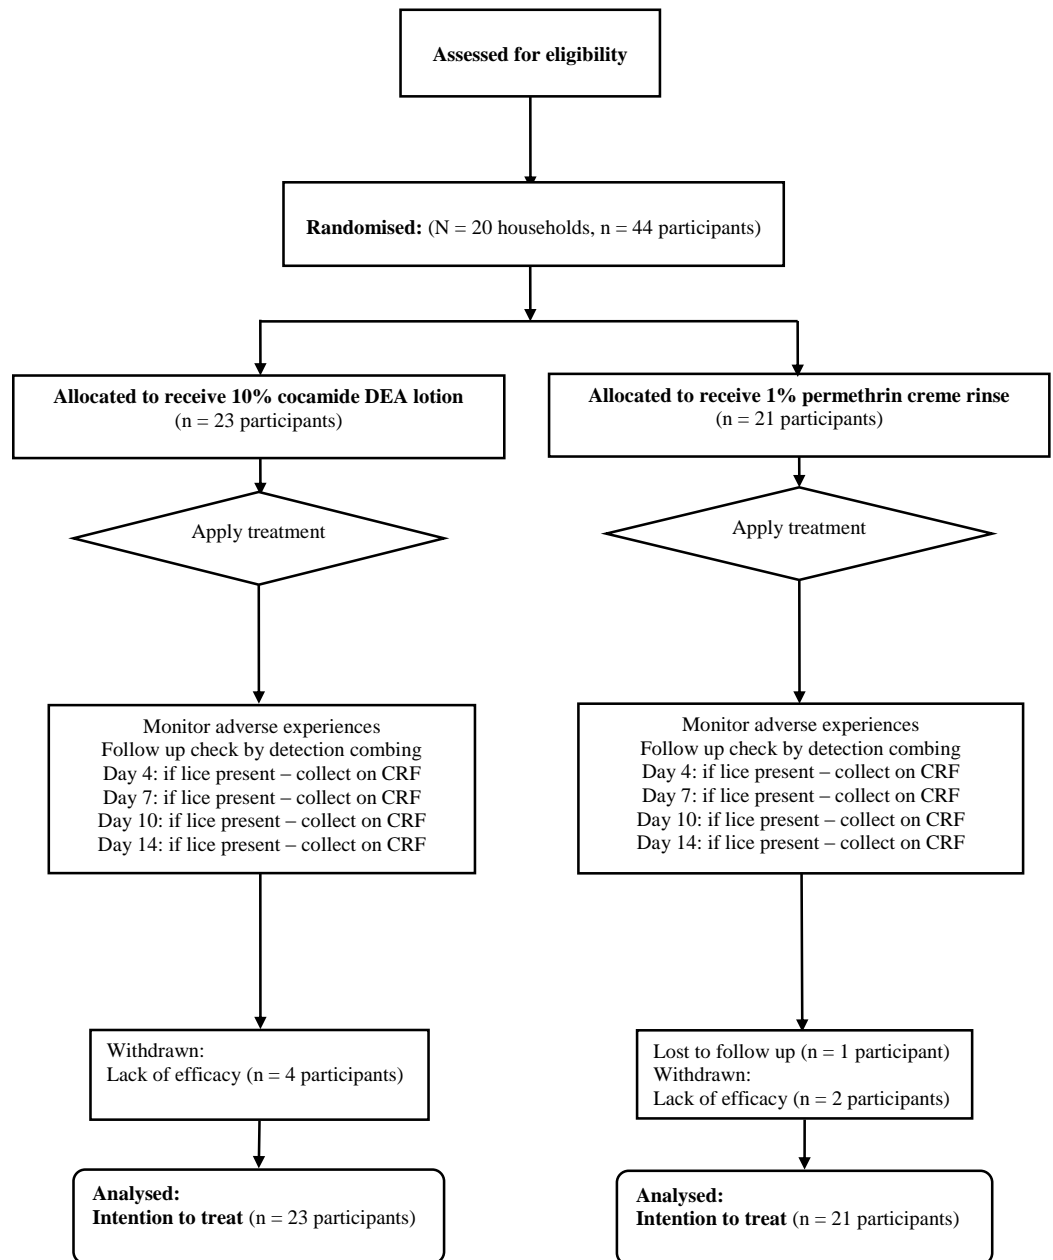 Assessed for eligibility
Randomised: (N = 20 households, n = 44 participants)
Allocated to receive 10% cocamide DEA lotion
(n = 23 participants)
Allocated to receive 1% permethrin creme rinse
(n = 21 participants)
Apply treatment
Apply treatment
Monitor adverse experiences
Follow up check by detection combing
Day 4: if lice present – collect on CRF
Day 7: if lice present – collect on CRF
Day 10: if lice present – collect on CRF
Day 14: if lice present – collect on CRF
Monitor adverse experiences
Follow up check by detection combing
Day 4: if lice present – collect on CRF
Day 7: if lice present – collect on CRF
Day 10: if lice present – collect on CRF
Day 14: if lice present – collect on CRF
Withdrawn:
Lack of efficacy (n = 4 participants)
Lost to follow up (n = 1 participant)
Withdrawn:
Lack of efficacy (n = 2 participants)
Analysed:
Intention to treat (n = 23 participants)
Analysed:
Intention to treat (n = 21 participants)